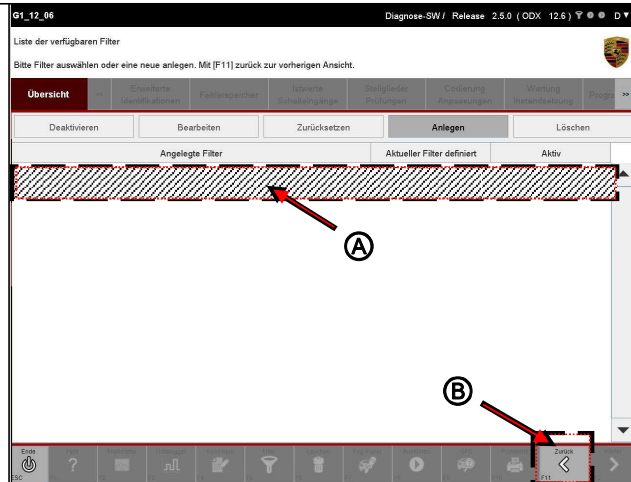 G1_12_06
Diagnose-SW / Release 2.5.0 ( ODX 12.6 ) D
Liste der verfügbaren Filter
Bitte Filter auswählen oder eine neue anlegen. Mit [F11] zurück zur vorherigen Ansicht.
Übersicht >> Erweiterte Identifikationen Fehlerspeicher Istwerte Schalteingänge Stellglieder Prüfungen Codierung Anpassungen Wartung Instandsetzung Progra >>
Deaktivieren Bearbeiten Zurücksetzen Anlegen Löschen
Angelegte Filter Aktueller Filter definiert Aktiv
A
B
Ende Zurück
ESC F11